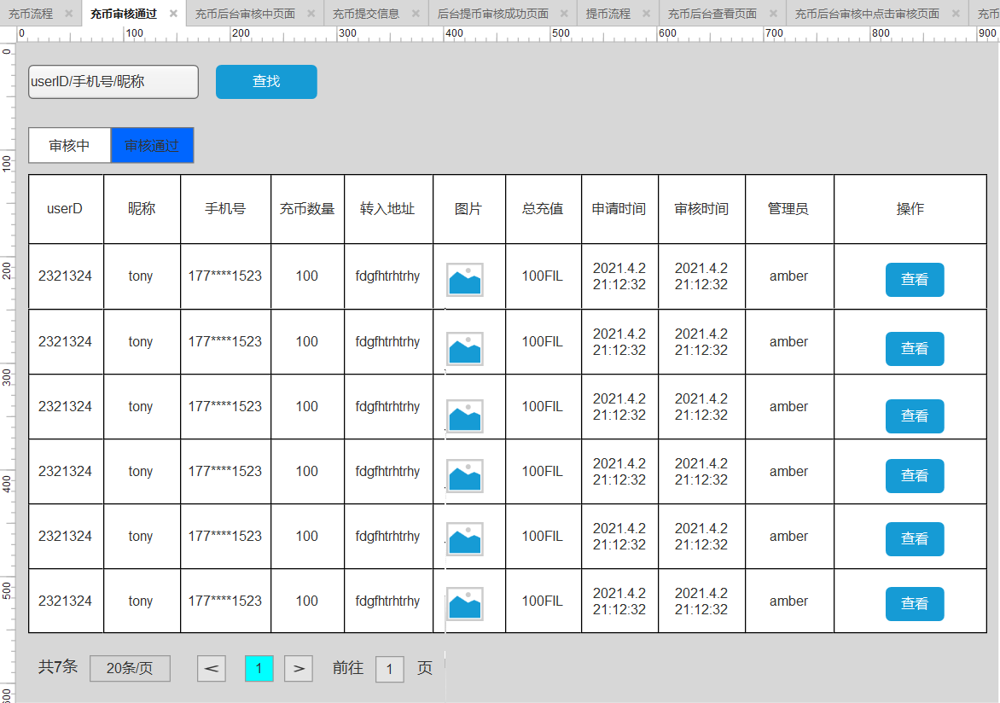 充币流程 充币审核通过 充币后台审核中页面 充币提交信息 后台提币审核成功页面 提币流程 充币后台查看页面 充币后台审核中点击审核页面 充币
0 100 200 300 400 500 600 700 800 900
0
100
200
300
400
500
userID/手机号/昵称 查找
审核中 审核通过
userD 昵称 手机号 充币数量 转入地址 图片 总充值 申请时间 审核时间 管理员 操作
2321324 tony 177****1523 100 fdgfhtrhtrhy 100FIL 2021.4.2 2021.4.2 amber 查看
21:12:32 21:12:32
2321324 tony 177****1523 100 fdgfhtrhtrhy 100FIL 2021.4.2 2021.4.2 amber 查看
21:12:32 21:12:32
2321324 tony 177****1523 100 fdgfhtrhtrhy 100FIL 2021.4.2 2021.4.2 amber 查看
21:12:32 21:12:32
2321324 tony 177****1523 100 fdgfhtrhtrhy 100FIL 2021.4.2 2021.4.2 amber 查看
21:12:32 21:12:32
2321324 tony 177****1523 100 fdgfhtrhtrhy 100FIL 2021.4.2 2021.4.2 amber 查看
21:12:32 21:12:32
2321324 tony 177****1523 100 fdgfhtrhtrhy 100FIL 2021.4.2 2021.4.2 amber 查看
21:12:32 21:12:32
共7条 20条/页 < 1 > 前往 1 页